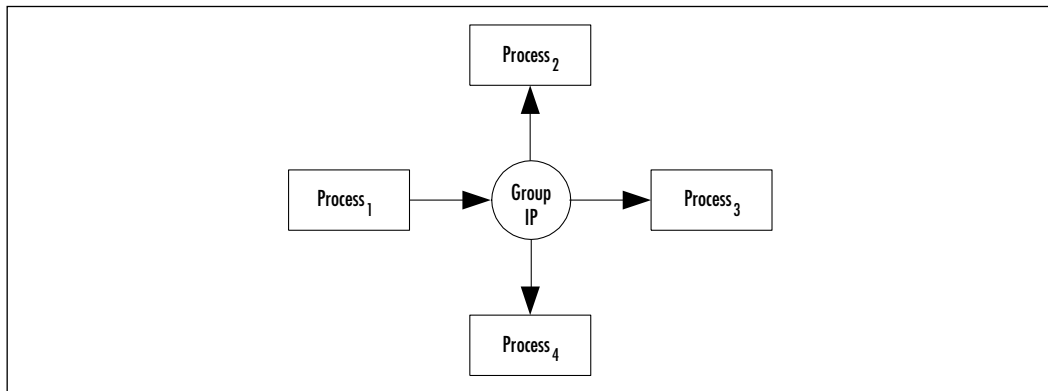 Process₂
Process₁
Group
IP
Process₃
Process₄